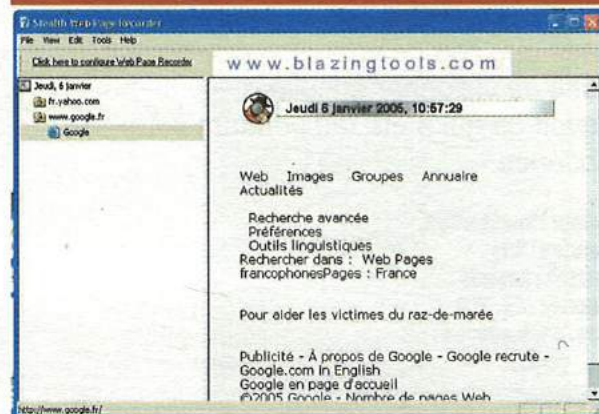 Stealth Web Page Recorder
File View Edit Tools Help
Click here to configure Web Page Recorder
www.blazingtools.com
Jeudi, 6 janvier
fr.yahoo.com
www.google.fr
Google
Jeudi 6 janvier 2005, 10:57:29
Web Images Groupes Annuaire
Actualités
Recherche avancée
Préférences
Outils linguistiques
Rechercher dans : Web Pages
francophonesPages : France
Pour aider les victimes du raz-de-marée
Publicité - À propos de Google - Google recrute -
Google.com in English
Google en page d'accueil
©2005 Google - Nombre de pages Web
http://www.google.fr/